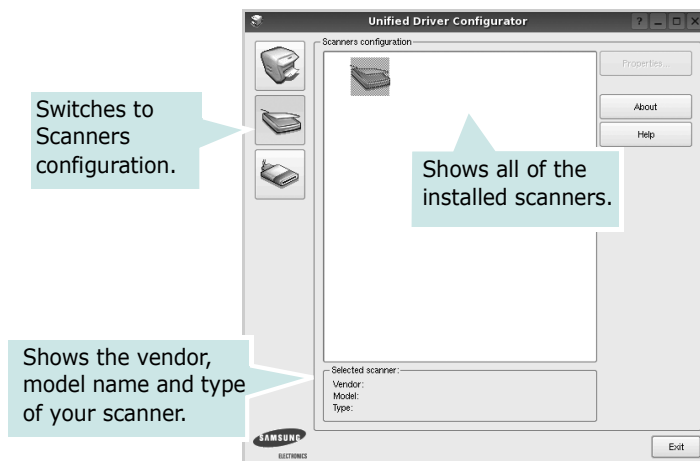 Unified Driver Configurator
Scanners configuration
Properties...
About
Help
Switches to
Scanners
configuration.
Shows all of the
installed scanners.
Shows the vendor,
model name and type
of your scanner.
Selected scanner:
Vendor:
Model:
Type:
SAMSUNG
ELECTRONICS
Exit